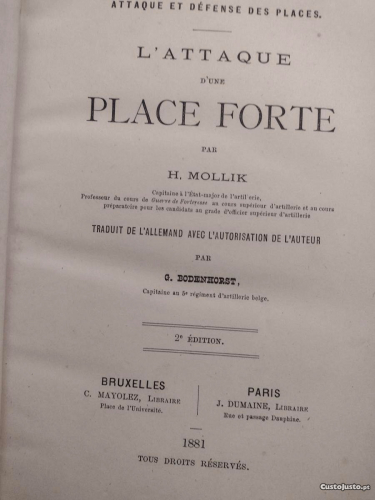 ATTAQUE ET DÉFENSE DES PLACES.
L'ATTAQUE
D'UNE
PLACE FORTE
PAR
H. MOLLIK
Capitaine à l'État-major de l'artillerie,
Professeur du cours de Guerre de Forteresse au cours supérieur d'artillerie et au cours
préparatoire pour les candidats au grade d'officier supérieur d'artillerie
TRADUIT DE L'ALLEMAND AVEC L'AUTORISATION DE L'AUTEUR
PAR
G. BODENHORST,
Capitaine au 5e régiment d'artillerie belge.
2e ÉDITION.
BRUXELLES
C. MAYOLEZ, LIBRAIRE
Place de l'Université.
PARIS
J. DUMAINE, LIBRAIRE
Rue et passage Dauphine.
1881
TOUS DROITS RÉSERVÉS.
CustoJusto.pt